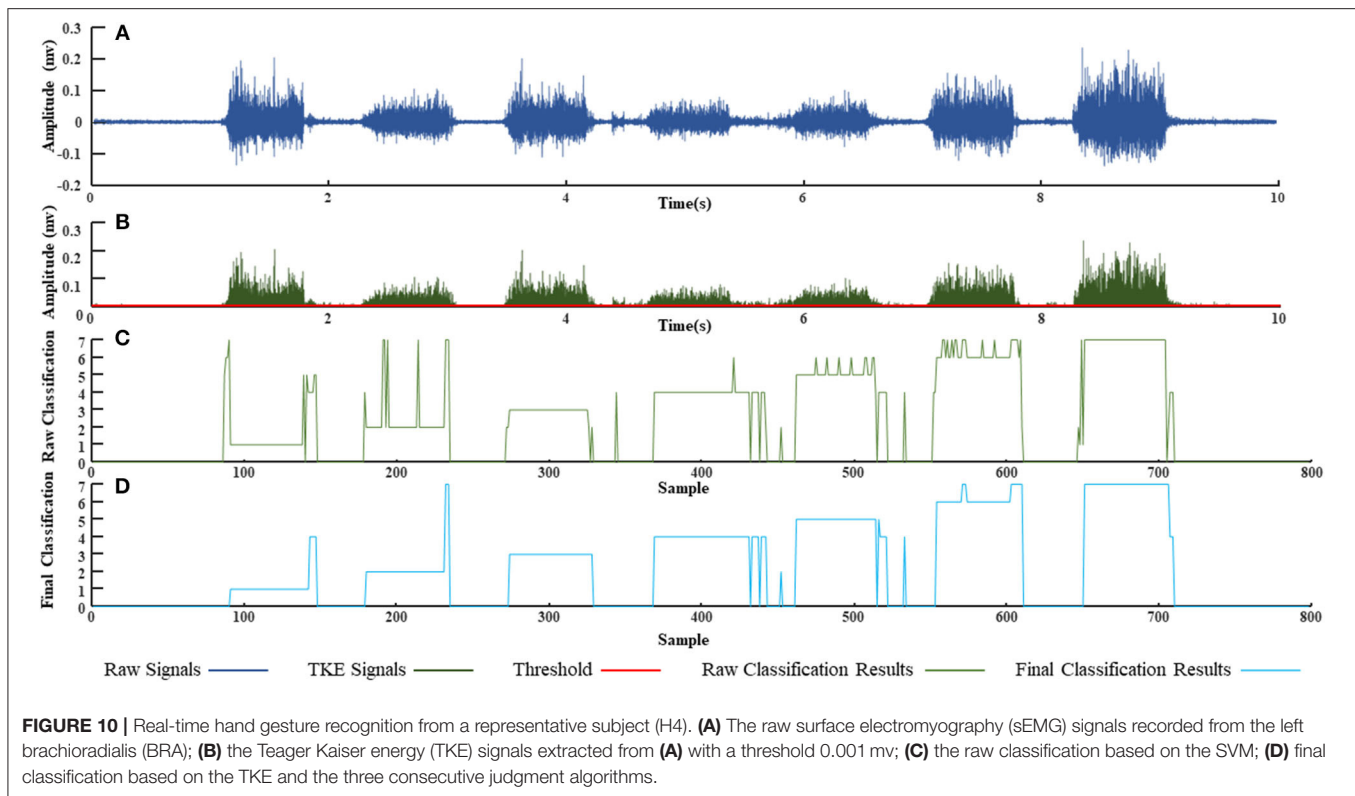 A
Amplitude (mv)
0.3
0.2
0.1
0
-0.1
-0.2
0 2 4 6 8 10
Time(s)
B
Amplitude (mv)
0.3
0.2
0.1
0
0 2 4 6 8 10
Time(s)
C
Raw Classification
7
6
5
4
3
2
1
0
0 100 200 300 400 500 600 700 800
Sample
D
Final Classification
7
6
5
4
3
2
1
0
0 100 200 300 400 500 600 700 800
Sample
Raw Signals TKE Signals Threshold Raw Classification Results Final Classification Results
FIGURE 10 | Real-time hand gesture recognition from a representative subject (H4). (A) The raw surface electromyography (sEMG) signals recorded from the left
brachioradialis (BRA); (B) the Teager Kaiser energy (TKE) signals extracted from (A) with a threshold 0.001 mv; (C) the raw classification based on the SVM; (D) final
classification based on the TKE and the three consecutive judgment algorithms.